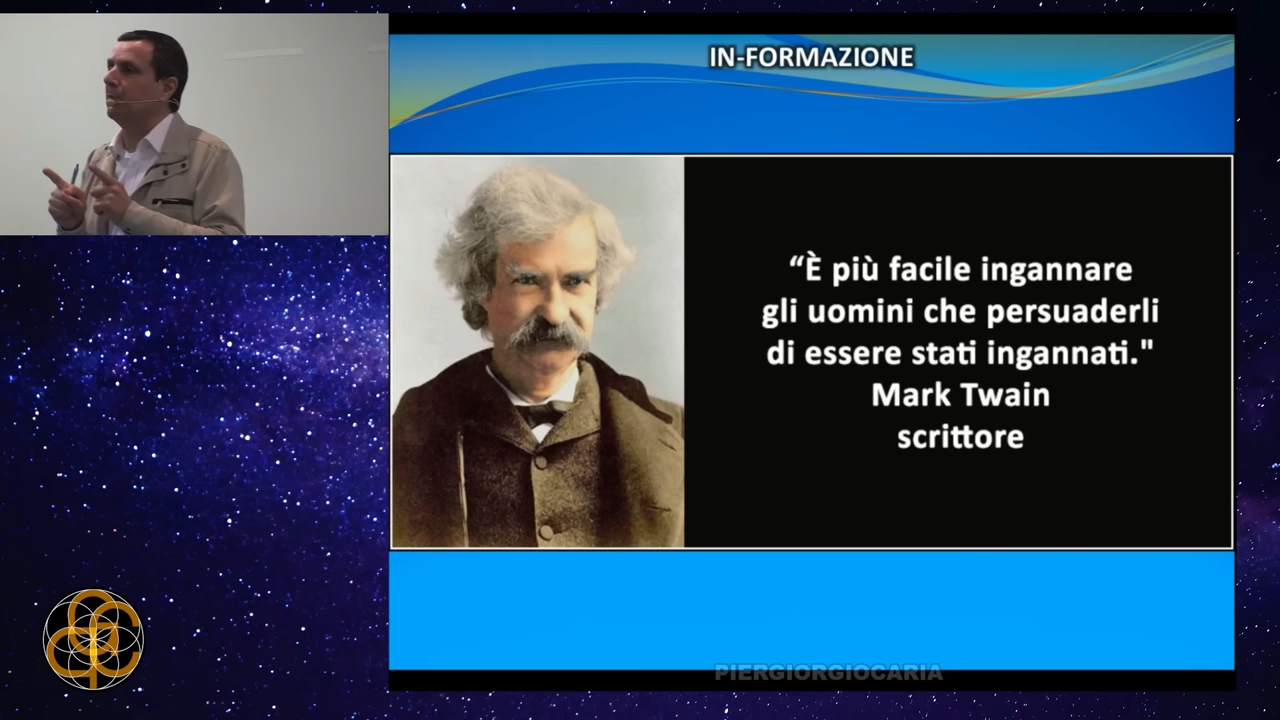 IN-FORMAZIONE
“È più facile ingannare
gli uomini che persuaderli
di essere stati ingannati."
Mark Twain
scrittore
PIERGIORGIOCARIA